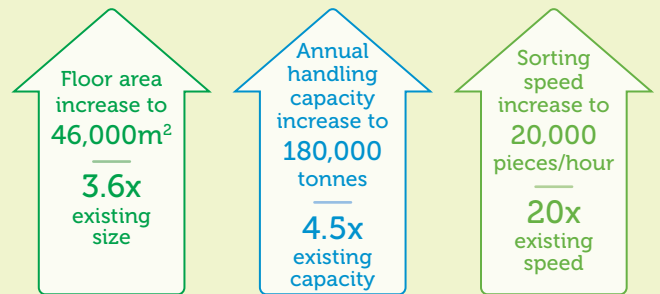 Floor area
increase to
46,000m²
3.6x
existing
size
Annual
handling
capacity
increase to
180,000
tonnes
4.5x
existing
capacity
Sorting
speed
increase to
20,000
pieces/hour
20x
existing
speed